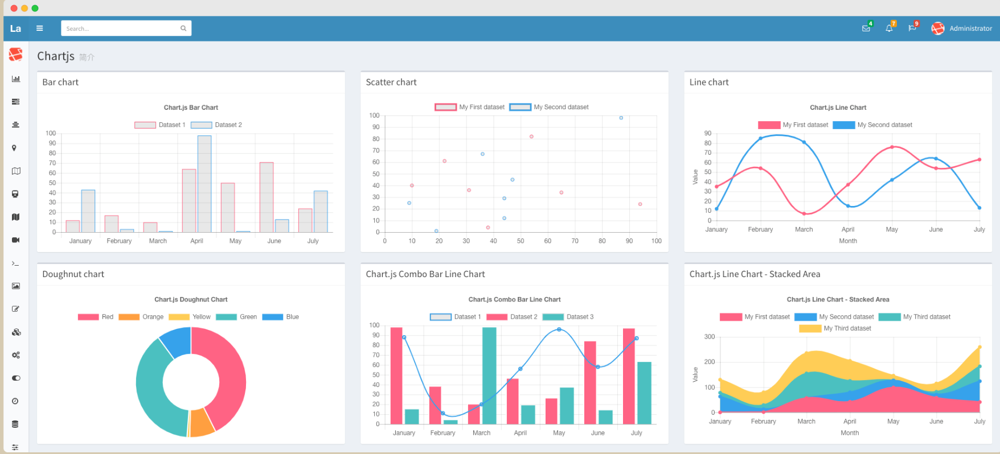 La
Search...
4
7
9
Administrator
Chartjs 简介
Bar chart
Chart.js Bar Chart
Dataset 1 Dataset 2
100
90
80
70
60
50
40
30
20
10
0
January February March April May June July
Scatter chart
My First dataset My Second dataset
100
90
80
70
60
50
40
30
20
10
0
0 10 20 30 40 50 60 70 80 90 100
Line chart
Chart.js Line Chart
My First dataset My Second dataset
Value
90
80
70
60
50
40
30
20
10
0
January February March April May June July
Month
Doughnut chart
Chart.js Doughnut Chart
Red Orange Yellow Green Blue
Chart.js Combo Bar Line Chart
Chart.js Combo Bar Line Chart
Dataset 1 Dataset 2 Dataset 3
100
90
80
70
60
50
40
30
20
10
0
January February March April May June July
Chart.js Line Chart - Stacked Area
Chart.js Line Chart - Stacked Area
My First dataset My Second dataset My Third dataset
My Third dataset
Value
300
200
100
0
January February March April May June July
Month